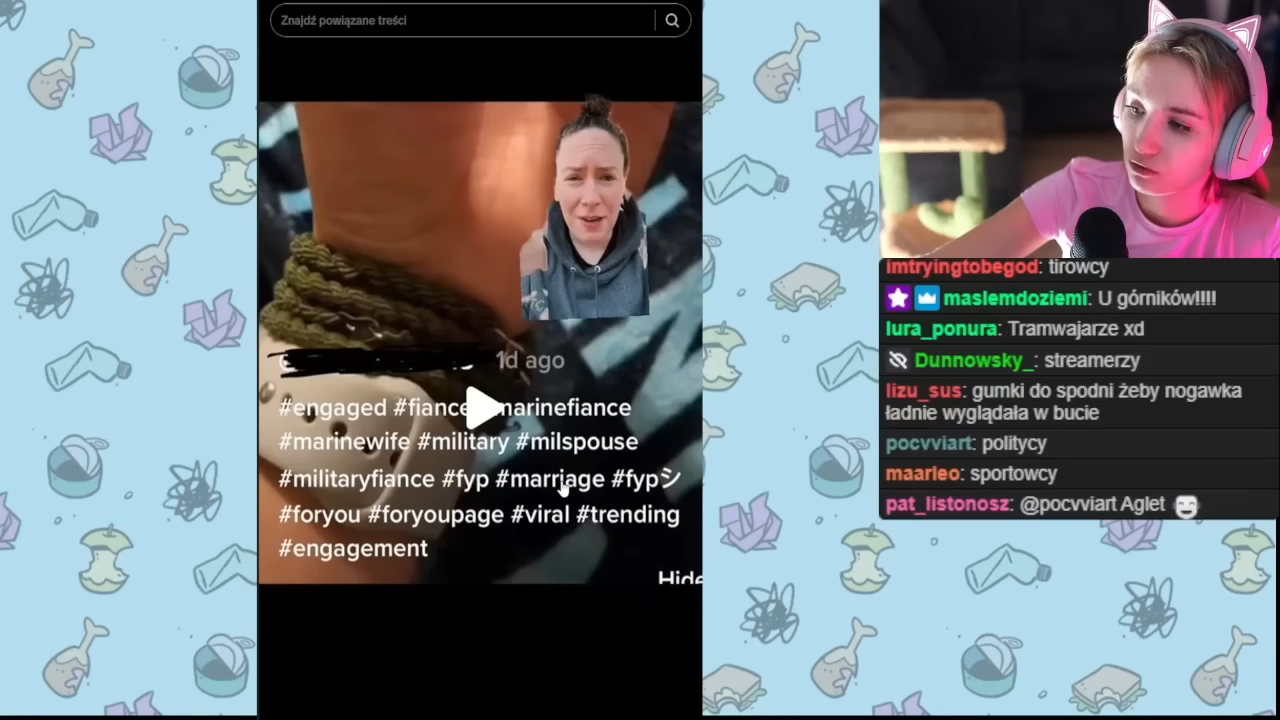 Znajdź powiązane treści
1d ago
#engaged #fiance #marinefiance
#marinewife #military #milspouse
#militaryfiance #fyp #marriage #fypシ
#foryou #foryoupage #viral #trending
#engagement
Hide
imtryingtobegod: tirowcy
maslemdoziemi: U górników!!!!
lura_ponura: Tramwajarze xd
Dunnowsky_: streamerzy
lizu_sus: gumki do spodni żeby nogawka
ładnie wyglądała w bucie
pocvviart: politycy
maarleo: sportowcy
pat_listonosz: @pocvviart Aglet